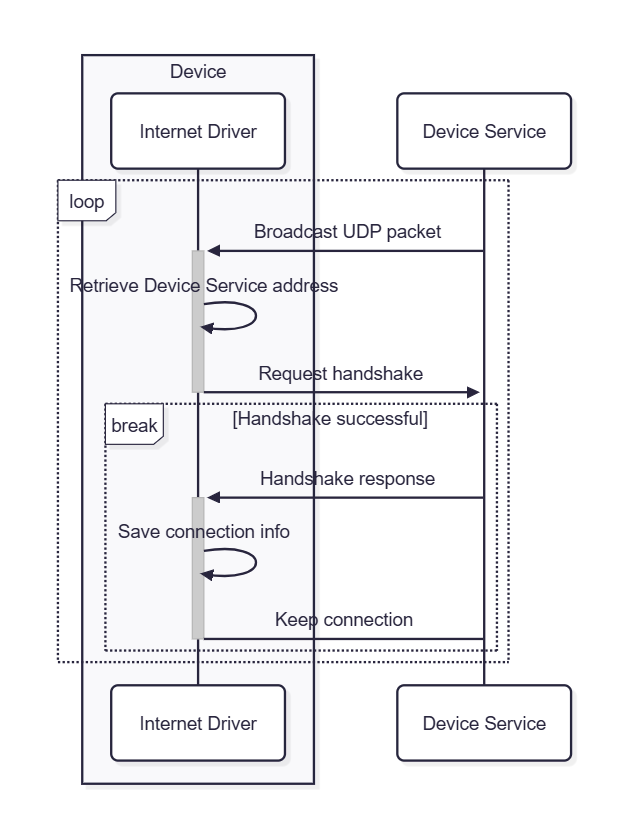 Device
Internet Driver
Device Service
loop
Broadcast UDP packet
Retrieve Device Service address
Request handshake
break
[Handshake successful]
Handshake response
Save connection info
Keep connection
Internet Driver
Device Service